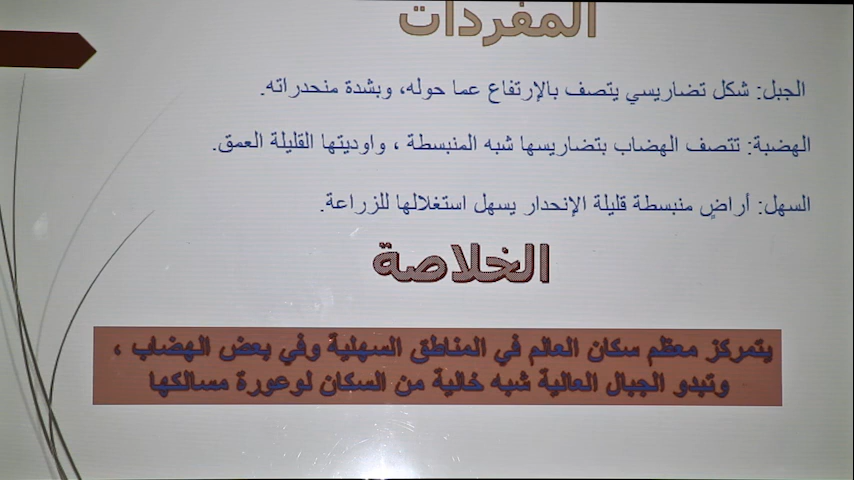 المفردات
الجبل: شكل تضاريسي يتصف بالإرتفاع عما حوله، وبشدة منحدراته.
الهضبة: تتصف الهضاب بتضاريسها شبه المنبسطة ، واوديتها القليلة العمق.
السهل: أراضٍ منبسطة قليلة الإنحدار يسهل استغلالها للزراعة.
الخلاصة
يتمركز معظم سكان العالم في المناطق السهلية وفي بعض الهضاب ،
وتبدو الجبال العالية شبه خالية من السكان لوعورة مسالكها